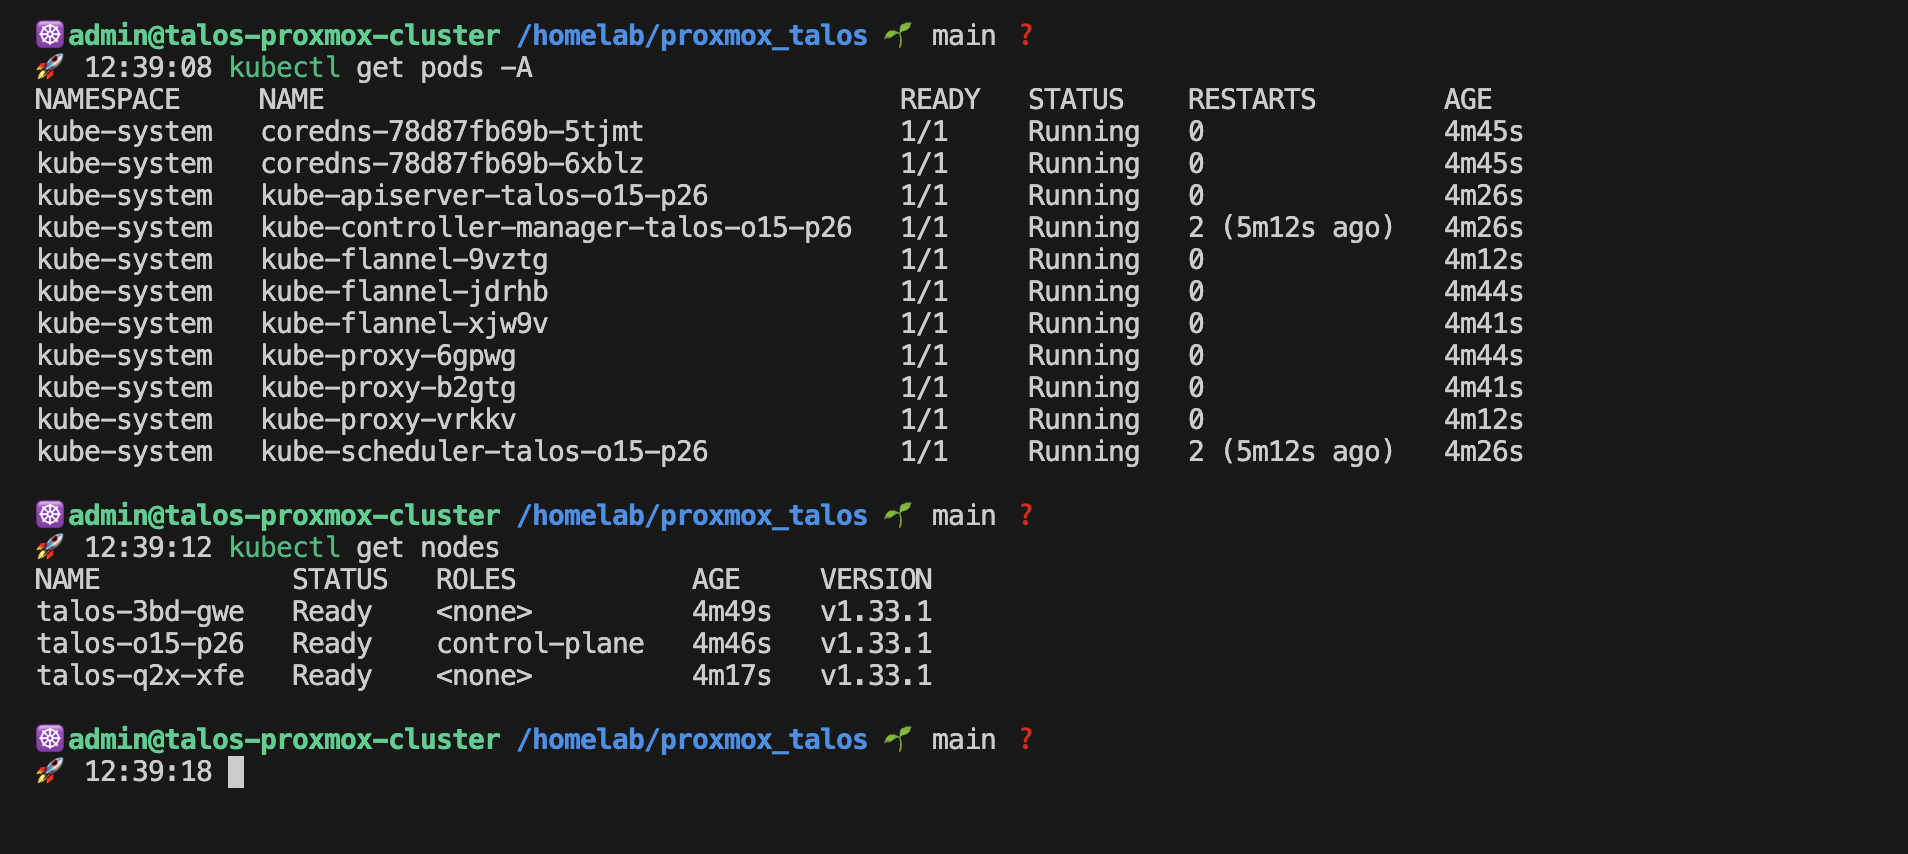 admin@talos-proxmox-cluster /homelab/proxmox_talos main ?
12:39:08 kubectl get pods -A
NAMESPACE     NAME                                    READY   STATUS    RESTARTS        AGE
kube-system   coredns-78d87fb69b-5tjmt                1/1     Running   0               4m45s
kube-system   coredns-78d87fb69b-6xblz                1/1     Running   0               4m45s
kube-system   kube-apiserver-talos-o15-p26            1/1     Running   0               4m26s
kube-system   kube-controller-manager-talos-o15-p26   1/1     Running   2 (5m12s ago)   4m26s
kube-system   kube-flannel-9vztg                      1/1     Running   0               4m12s
kube-system   kube-flannel-jdrhb                      1/1     Running   0               4m44s
kube-system   kube-flannel-xjw9v                      1/1     Running   0               4m41s
kube-system   kube-proxy-6gpwg                        1/1     Running   0               4m44s
kube-system   kube-proxy-b2gtg                        1/1     Running   0               4m41s
kube-system   kube-proxy-vrkkv                        1/1     Running   0               4m12s
kube-system   kube-scheduler-talos-o15-p26            1/1     Running   2 (5m12s ago)   4m26s
admin@talos-proxmox-cluster /homelab/proxmox_talos main ?
12:39:12 kubectl get nodes
NAME            STATUS   ROLES           AGE     VERSION
talos-3bd-gwe   Ready    <none>          4m49s   v1.33.1
talos-o15-p26   Ready    control-plane   4m46s   v1.33.1
talos-q2x-xfe   Ready    <none>          4m17s   v1.33.1
admin@talos-proxmox-cluster /homelab/proxmox_talos main ?
12:39:18